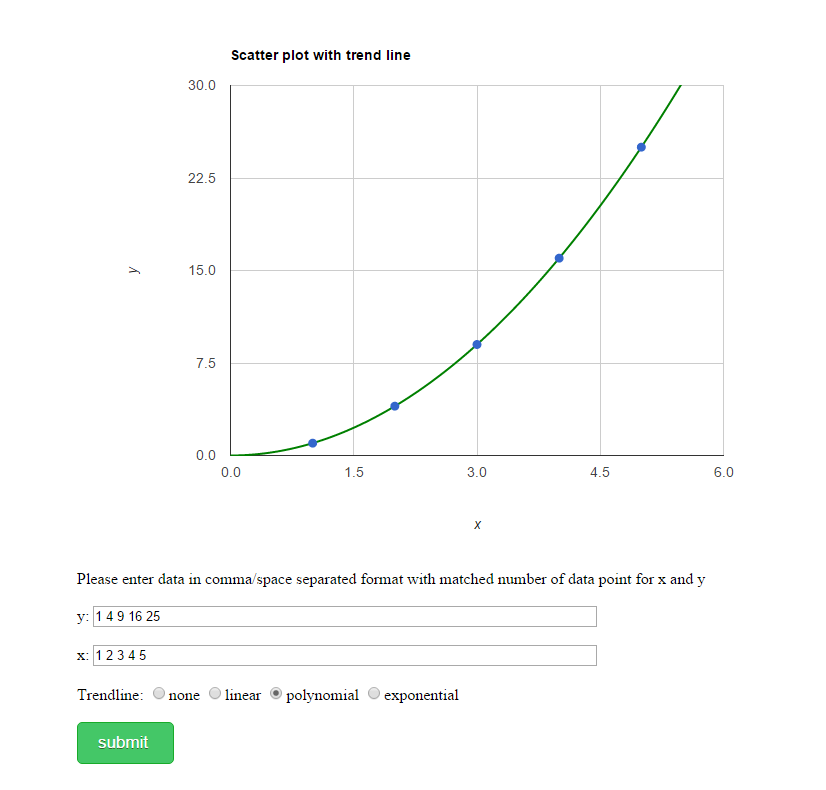 Scatter plot with trend line
30.0
22.5
15.0
y
7.5
0.0
0.0 1.5 3.0 4.5 6.0
x
Please enter data in comma/space separated format with matched number of data point for x and y
y: 1 4 9 16 25
x: 1 2 3 4 5
Trendline: none linear polynomial exponential
submit